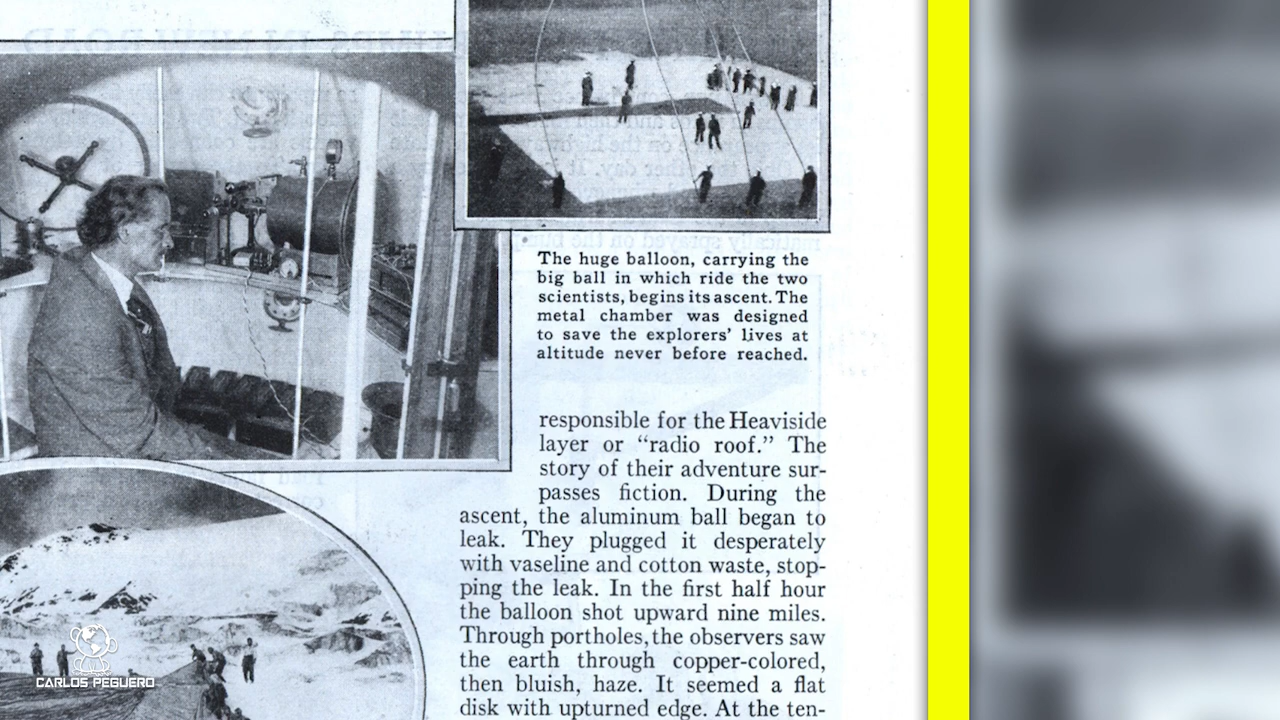 The huge balloon, carrying the
big ball in which ride the two
scientists, begins its ascent. The
metal chamber was designed
to save the explorers' lives at
altitude never before reached.
responsible for the Heaviside
layer or “radio roof.” The
story of their adventure sur-
passes fiction. During the
ascent, the aluminum ball began to
leak. They plugged it desperately
with vaseline and cotton waste, stop-
ping the leak. In the first half hour
the balloon shot upward nine miles.
Through portholes, the observers saw
the earth through copper-colored,
then bluish, haze. It seemed a flat
disk with upturned edge. At the ten-
CARLOS PEGUERO